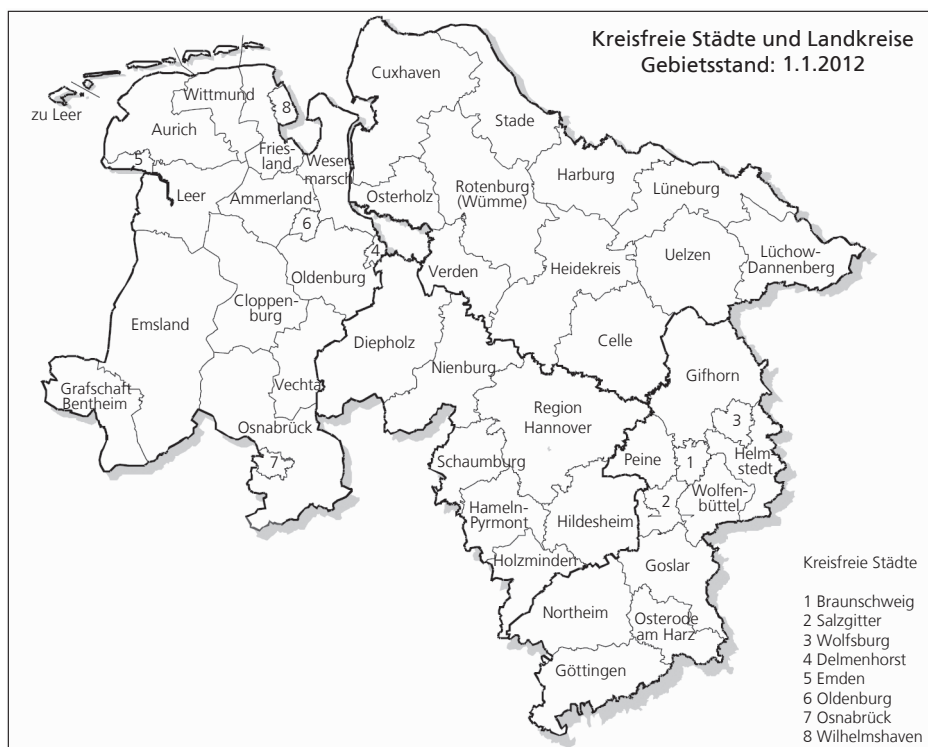 Kreisfreie Städte und Landkreise
Gebietsstand: 1.1.2012
Cuxhaven
Wittmund
8
zu Leer
Stade
Aurich
Fries-
land
Weser-
marsch
5
Harburg
Leer
Ammerland
Osterholz
Rotenburg
(Wümme)
Lüneburg
6
4
Oldenburg
Verden
Heidekreis
Uelzen
Lüchow-
Dannenberg
Cloppen-
burg
Emsland
Diepholz
Celle
Nienburg
Gifhorn
Grafschaft
Bentheim
Vechta
Region
Hannover
Osnabrück
3
7
Schaumburg
Peine
1
Helm-
stedt
Hameln-
Pyrmont
Hildesheim
2
Wolfen-
büttel
Holzminden
Goslar
Northeim
Osterode
am Harz
Göttingen
Kreisfreie Städte
1 Braunschweig
2 Salzgitter
3 Wolfsburg
4 Delmenhorst
5 Emden
6 Oldenburg
7 Osnabrück
8 Wilhelmshaven